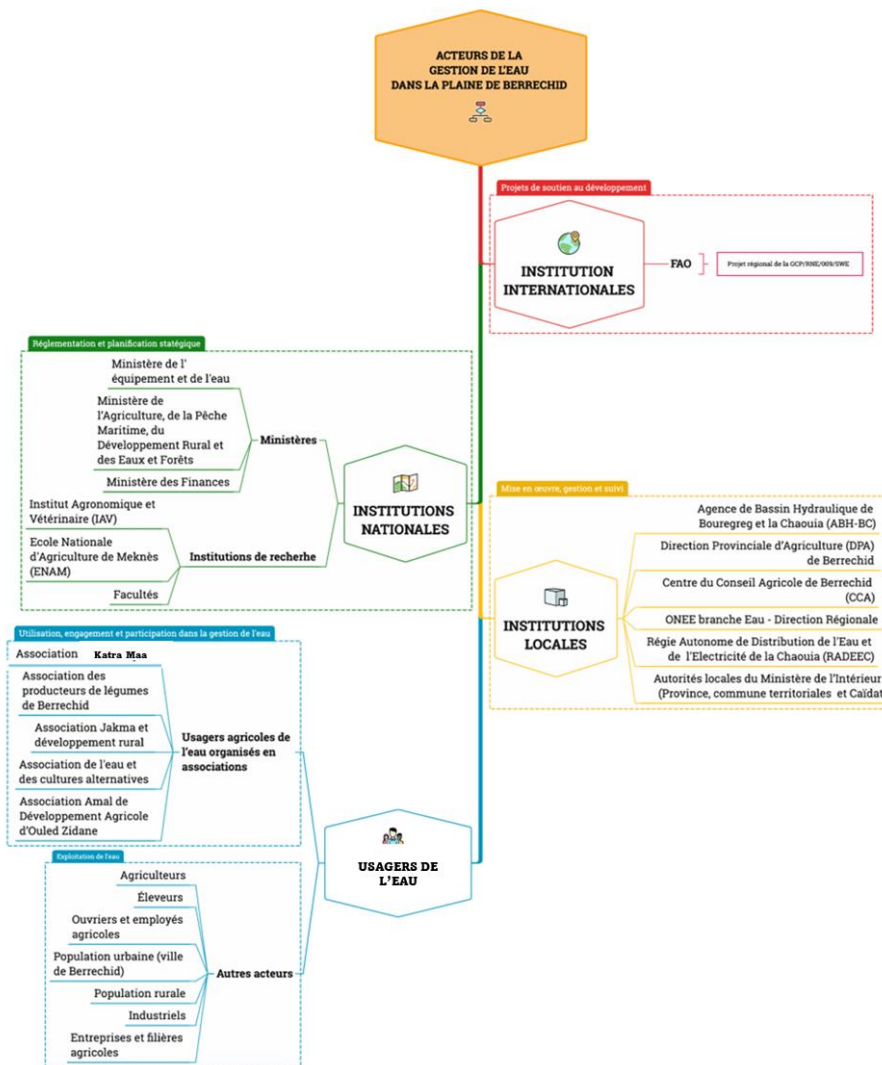 ACTEURS DE LA
GESTION DE L'EAU
DANS LA PLAINE DE BERRECHID
Projets de soutien au développement
INSTITUTION
INTERNATIONALES
FAO
Projet régional de la GCP/RNE/009/SWE
Réglementation et planification statégique
Ministère de l'
équipement et de l'eau
Ministère de
l'Agriculture, de la Pêche
Maritime, du
Développement Rural et
des Eaux et Forêts
Ministère des Finances
Ministères
Institut Agronomique et
Vétérinaire (IAV)
Ecole Nationale
d'Agriculture de Meknès
(ENAM)
Facultés
Institutions de recherhe
INSTITUTIONS
NATIONALES
Mise en œuvre, gestion et suivi
INSTITUTIONS
LOCALES
Agence de Bassin Hydraulique de
Bouregreg et la Chaouia (ABH-BC)
Direction Provinciale d'Agriculture (DPA)
de Berrechid
Centre du Conseil Agricole de Berrechid
(CCA)
ONEE branche Eau - Direction Régionale
Régie Autonome de Distribution de l'Eau et
de l'Electricité de la Chaouia (RADEEC)
Autorités locales du Ministère de l'Intérieur
(Province, commune territoriales et Caïdat
Utilisation, engagement et participation dans la gestion de l'eau
Association Katra Maa
Association des
producteurs de légumes
de Berrechid
Association Jakma et
développement rural
Association de l'eau et
des cultures alternatives
Association Amal de
Développement Agricole
d'Ouled Zidane
Usagers agricoles de
l'eau organisés en
associations
USAGERS DE
L'EAU
Exploitation de l'eau
Agriculteurs
Éleveurs
Ouvriers et employés
agricoles
Population urbaine (ville
de Berrechid)
Population rurale
Industriels
Entreprises et filières
agricoles
Autres acteurs